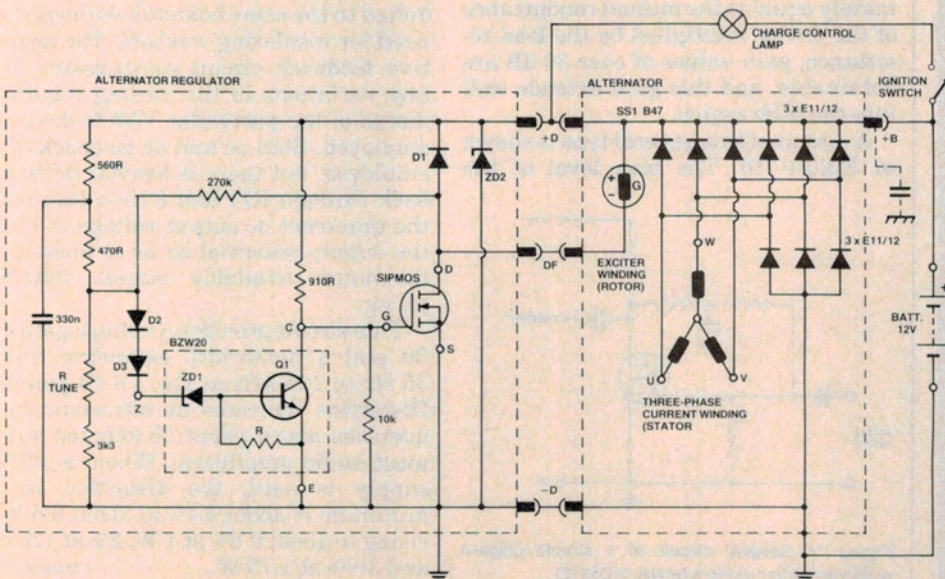 CHARGE CONTROL
LAMP
ALTERNATOR REGULATOR
ALTERNATOR
IGNITION
SWITCH
SS1 B47
3 x E11/12
+D
+B
560R
270k
D1
ZD2
G
470R
910R
SIPMOS
D
DF
EXCITER
WINDING
(ROTOR)
W
3 x E11/12
330n
D2
BZW20
C
G
S
BATT.
12V
D3
ZD1
Q1
R
TUNE
10k
U
V
THREE-PHASE
CURRENT WINDING
(STATOR
R
3k3
E
–D